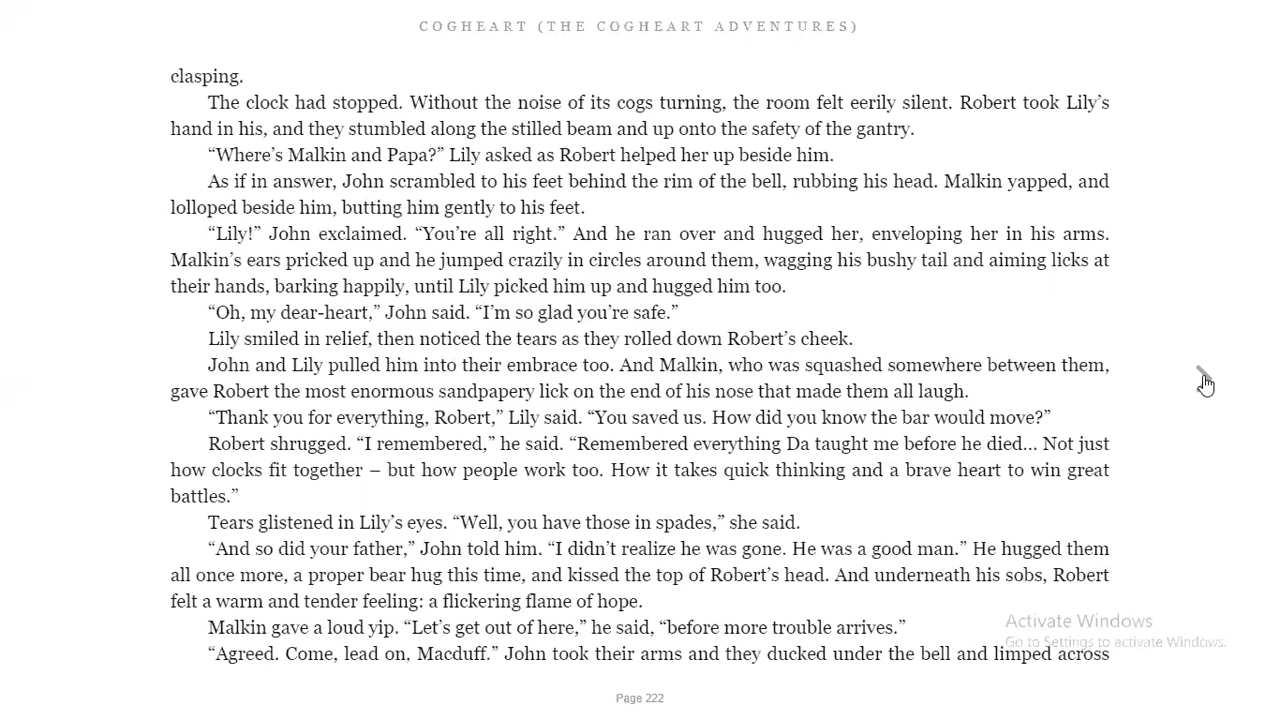 COGHEART (THE COGHEART ADVENTURES)
clasping.
The clock had stopped. Without the noise of its cogs turning, the room felt eerily silent. Robert took Lily’s
hand in his, and they stumbled along the stilled beam and up onto the safety of the gantry.
“Where’s Malkin and Papa?” Lily asked as Robert helped her up beside him.
As if in answer, John scrambled to his feet behind the rim of the bell, rubbing his head. Malkin yapped, and
lolloped beside him, butting him gently to his feet.
“Lily!” John exclaimed. “You’re all right.” And he ran over and hugged her, enveloping her in his arms.
Malkin’s ears pricked up and he jumped crazily in circles around them, wagging his bushy tail and aiming licks at
their hands, barking happily, until Lily picked him up and hugged him too.
“Oh, my dear-heart,” John said. “I’m so glad you’re safe.”
Lily smiled in relief, then noticed the tears as they rolled down Robert’s cheek.
John and Lily pulled him into their embrace too. And Malkin, who was squashed somewhere between them,
gave Robert the most enormous sandpapery lick on the end of his nose that made them all laugh.
“Thank you for everything, Robert,” Lily said. “You saved us. How did you know the bar would move?”
Robert shrugged. “I remembered,” he said. “Remembered everything Da taught me before he died… Not just
how clocks fit together – but how people work too. How it takes quick thinking and a brave heart to win great
battles.”
Tears glistened in Lily’s eyes. “Well, you have those in spades,” she said.
“And so did your father,” John told him. “I didn’t realize he was gone. He was a good man.” He hugged them
all once more, a proper bear hug this time, and kissed the top of Robert’s head. And underneath his sobs, Robert
felt a warm and tender feeling: a flickering flame of hope.
Malkin gave a loud yip. “Let’s get out of here,” he said, “before more trouble arrives.”
“Agreed. Come, lead on, Macduff.” John took their arms and they ducked under the bell and limped across
Activate Windows
Go to Settings to activate Windows.
Page 222